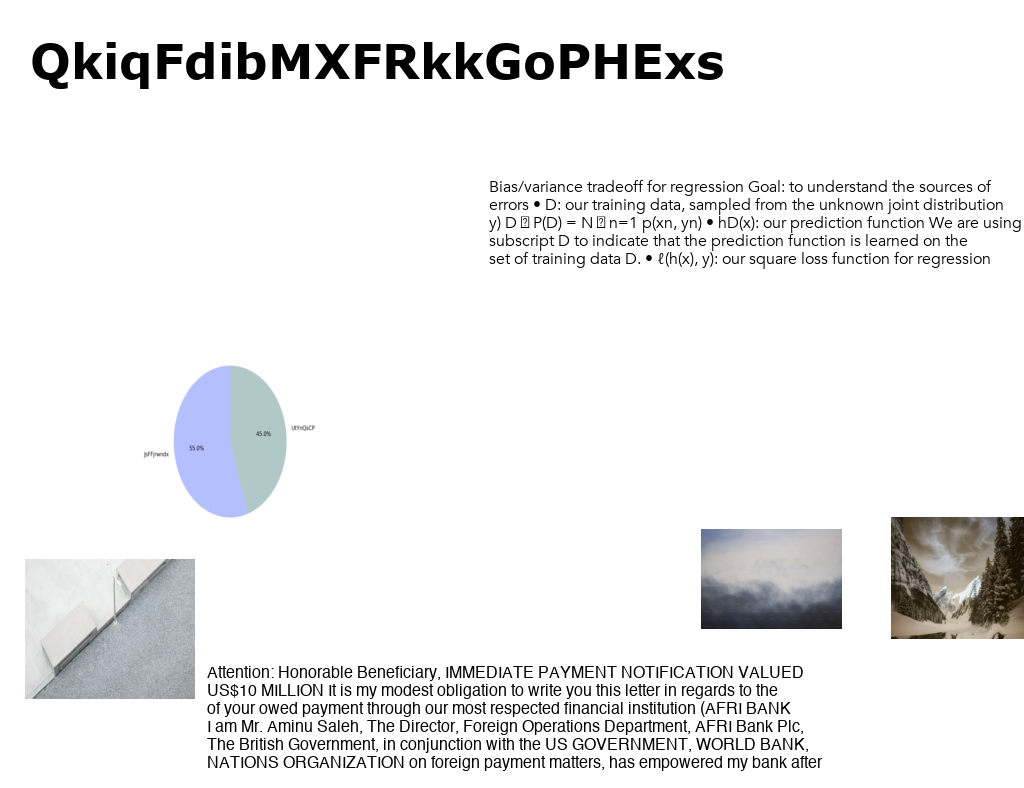 QkiqFdibMXFRkkGoPHExs
Bias/variance tradeoff for regression Goal: to understand the sources of
errors • D: our training data, sampled from the unknown joint distribution
y) D � P(D) = N � n=1 p(xn, yn) • hD(x): our prediction function We are using
subscript D to indicate that the prediction function is learned on the
set of training data D. • ℓ(h(x), y): our square loss function for regression
45.0%
UtYnQsCP
55.0%
Attention: Honorable Beneficiary, IMMEDIATE PAYMENT NOTIFICATION VALUED
US$10 MILLION It is my modest obligation to write you this letter in regards to the
of your owed payment through our most respected financial institution (AFRI BANK
I am Mr. Aminu Saleh, The Director, Foreign Operations Department, AFRI Bank Plc,
The British Government, in conjunction with the US GOVERNMENT, WORLD BANK,
NATIONS ORGANIZATION on foreign payment matters, has empowered my bank after